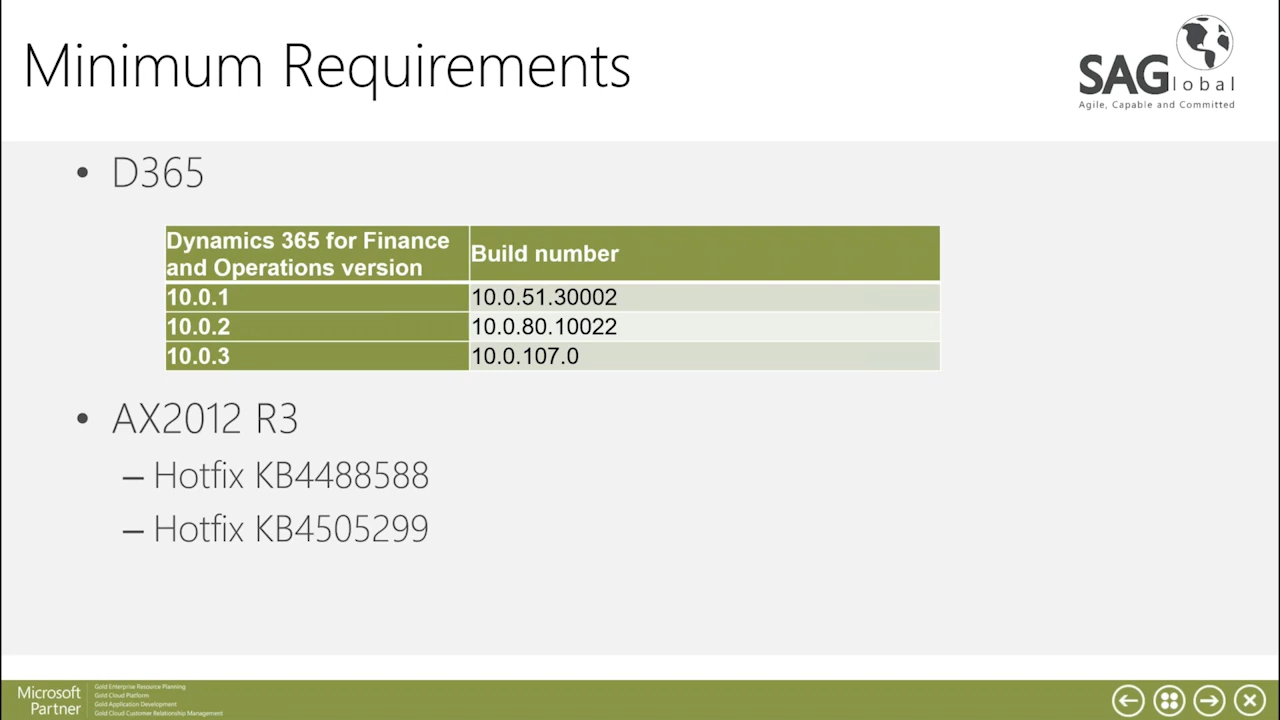 Minimum Requirements
SAGlobal
Agile, Capable and Committed
• D365
Dynamics 365 for Finance
and Operations version
Build number
10.0.1 10.0.51.30002
10.0.2 10.0.80.10022
10.0.3 10.0.107.0
• AX2012 R3
– Hotfix KB4488588
– Hotfix KB4505299
Microsoft
Partner
Gold Enterprise Resource Planning
Gold Cloud Platform
Gold Application Development
Gold Cloud Customer Relationship Management